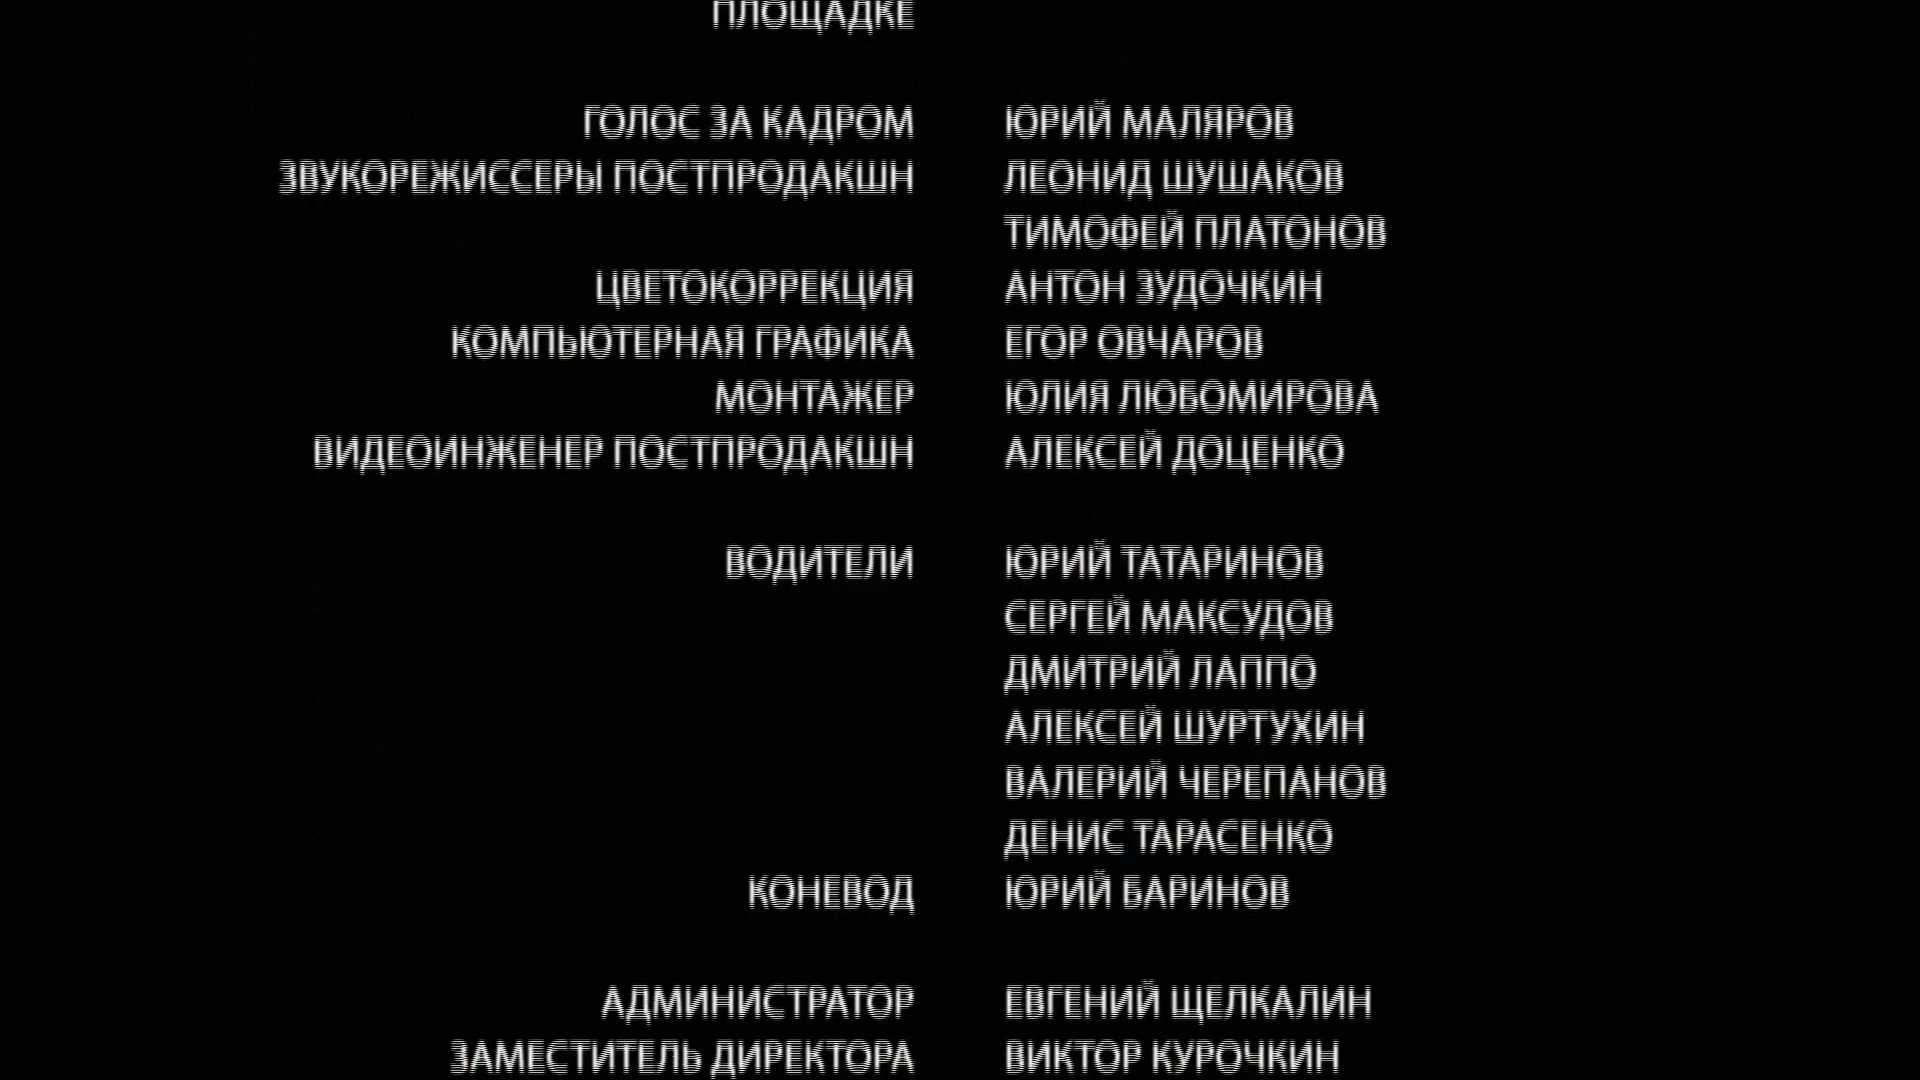 ПЛОЩАДКЕ
ГОЛОС ЗА КАДРОМ ЮРИЙ МАЛЯРОВ
ЗВУКОРЕЖИССЕРЫ ПОСТПРОДАКШН ЛЕОНИД ШУШАКОВ
ТИМОФЕЙ ПЛАТОНОВ
ЦВЕТОКОРРЕКЦИЯ АНТОН ЗУДОЧКИН
КОМПЬЮТЕРНАЯ ГРАФИКА ЕГОР ОВЧАРОВ
МОНТАЖЕР ЮЛИЯ ЛЮБОМИРОВА
ВИДЕОИНЖЕНЕР ПОСТПРОДАКШН АЛЕКСЕЙ ДОЦЕНКО
ВОДИТЕЛИ ЮРИЙ ТАТАРИНОВ
СЕРГЕЙ МАКСУДОВ
ДМИТРИЙ ЛАППО
АЛЕКСЕЙ ШУРТУХИН
ВАЛЕРИЙ ЧЕРЕПАНОВ
ДЕНИС ТАРАСЕНКО
КОНЕВОД ЮРИЙ БАРИНОВ
АДМИНИСТРАТОР ЕВГЕНИЙ ЩЕЛКАЛИН
ЗАМЕСТИТЕЛЬ ДИРЕКТОРА ВИКТОР КУРОЧКИН